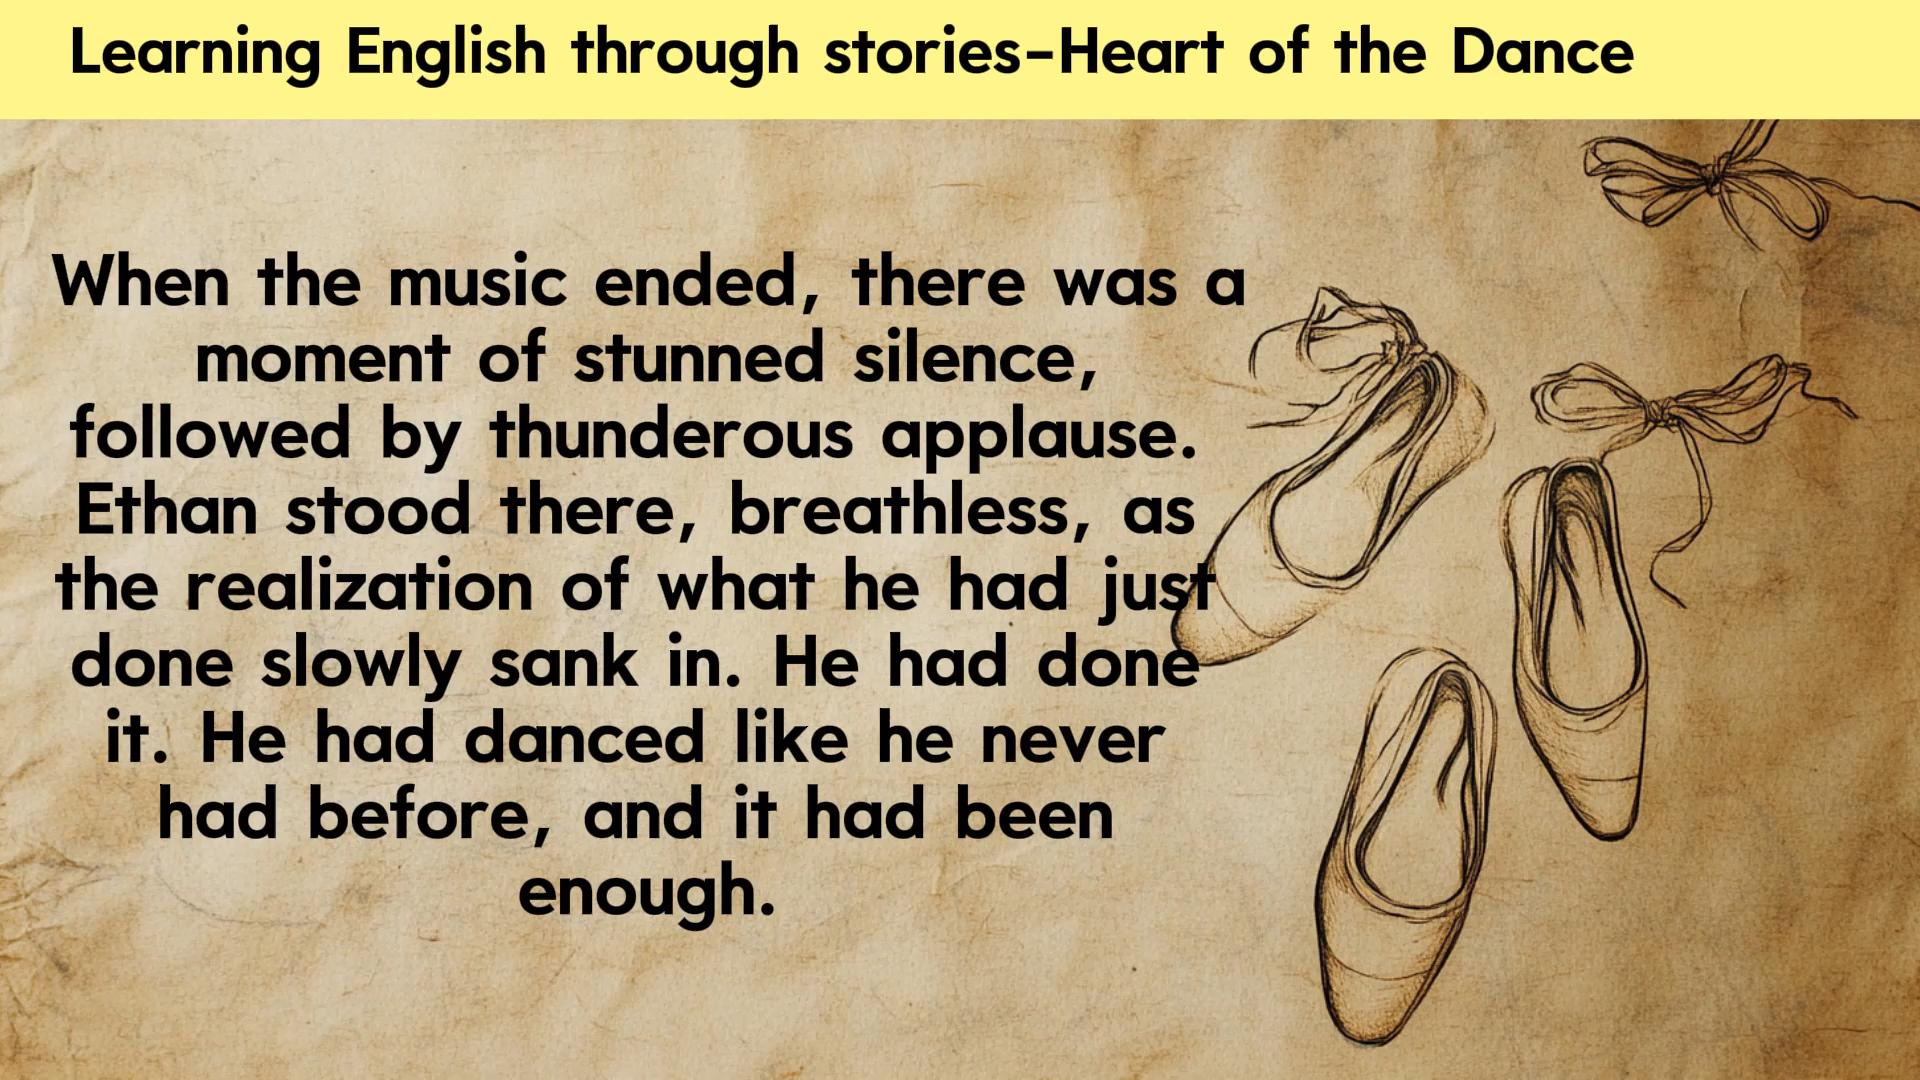 Learning English through stories-Heart of the Dance
When the music ended, there was a
moment of stunned silence,
followed by thunderous applause.
Ethan stood there, breathless, as
the realization of what he had just
done slowly sank in. He had done
it. He had danced like he never
had before, and it had been
enough.